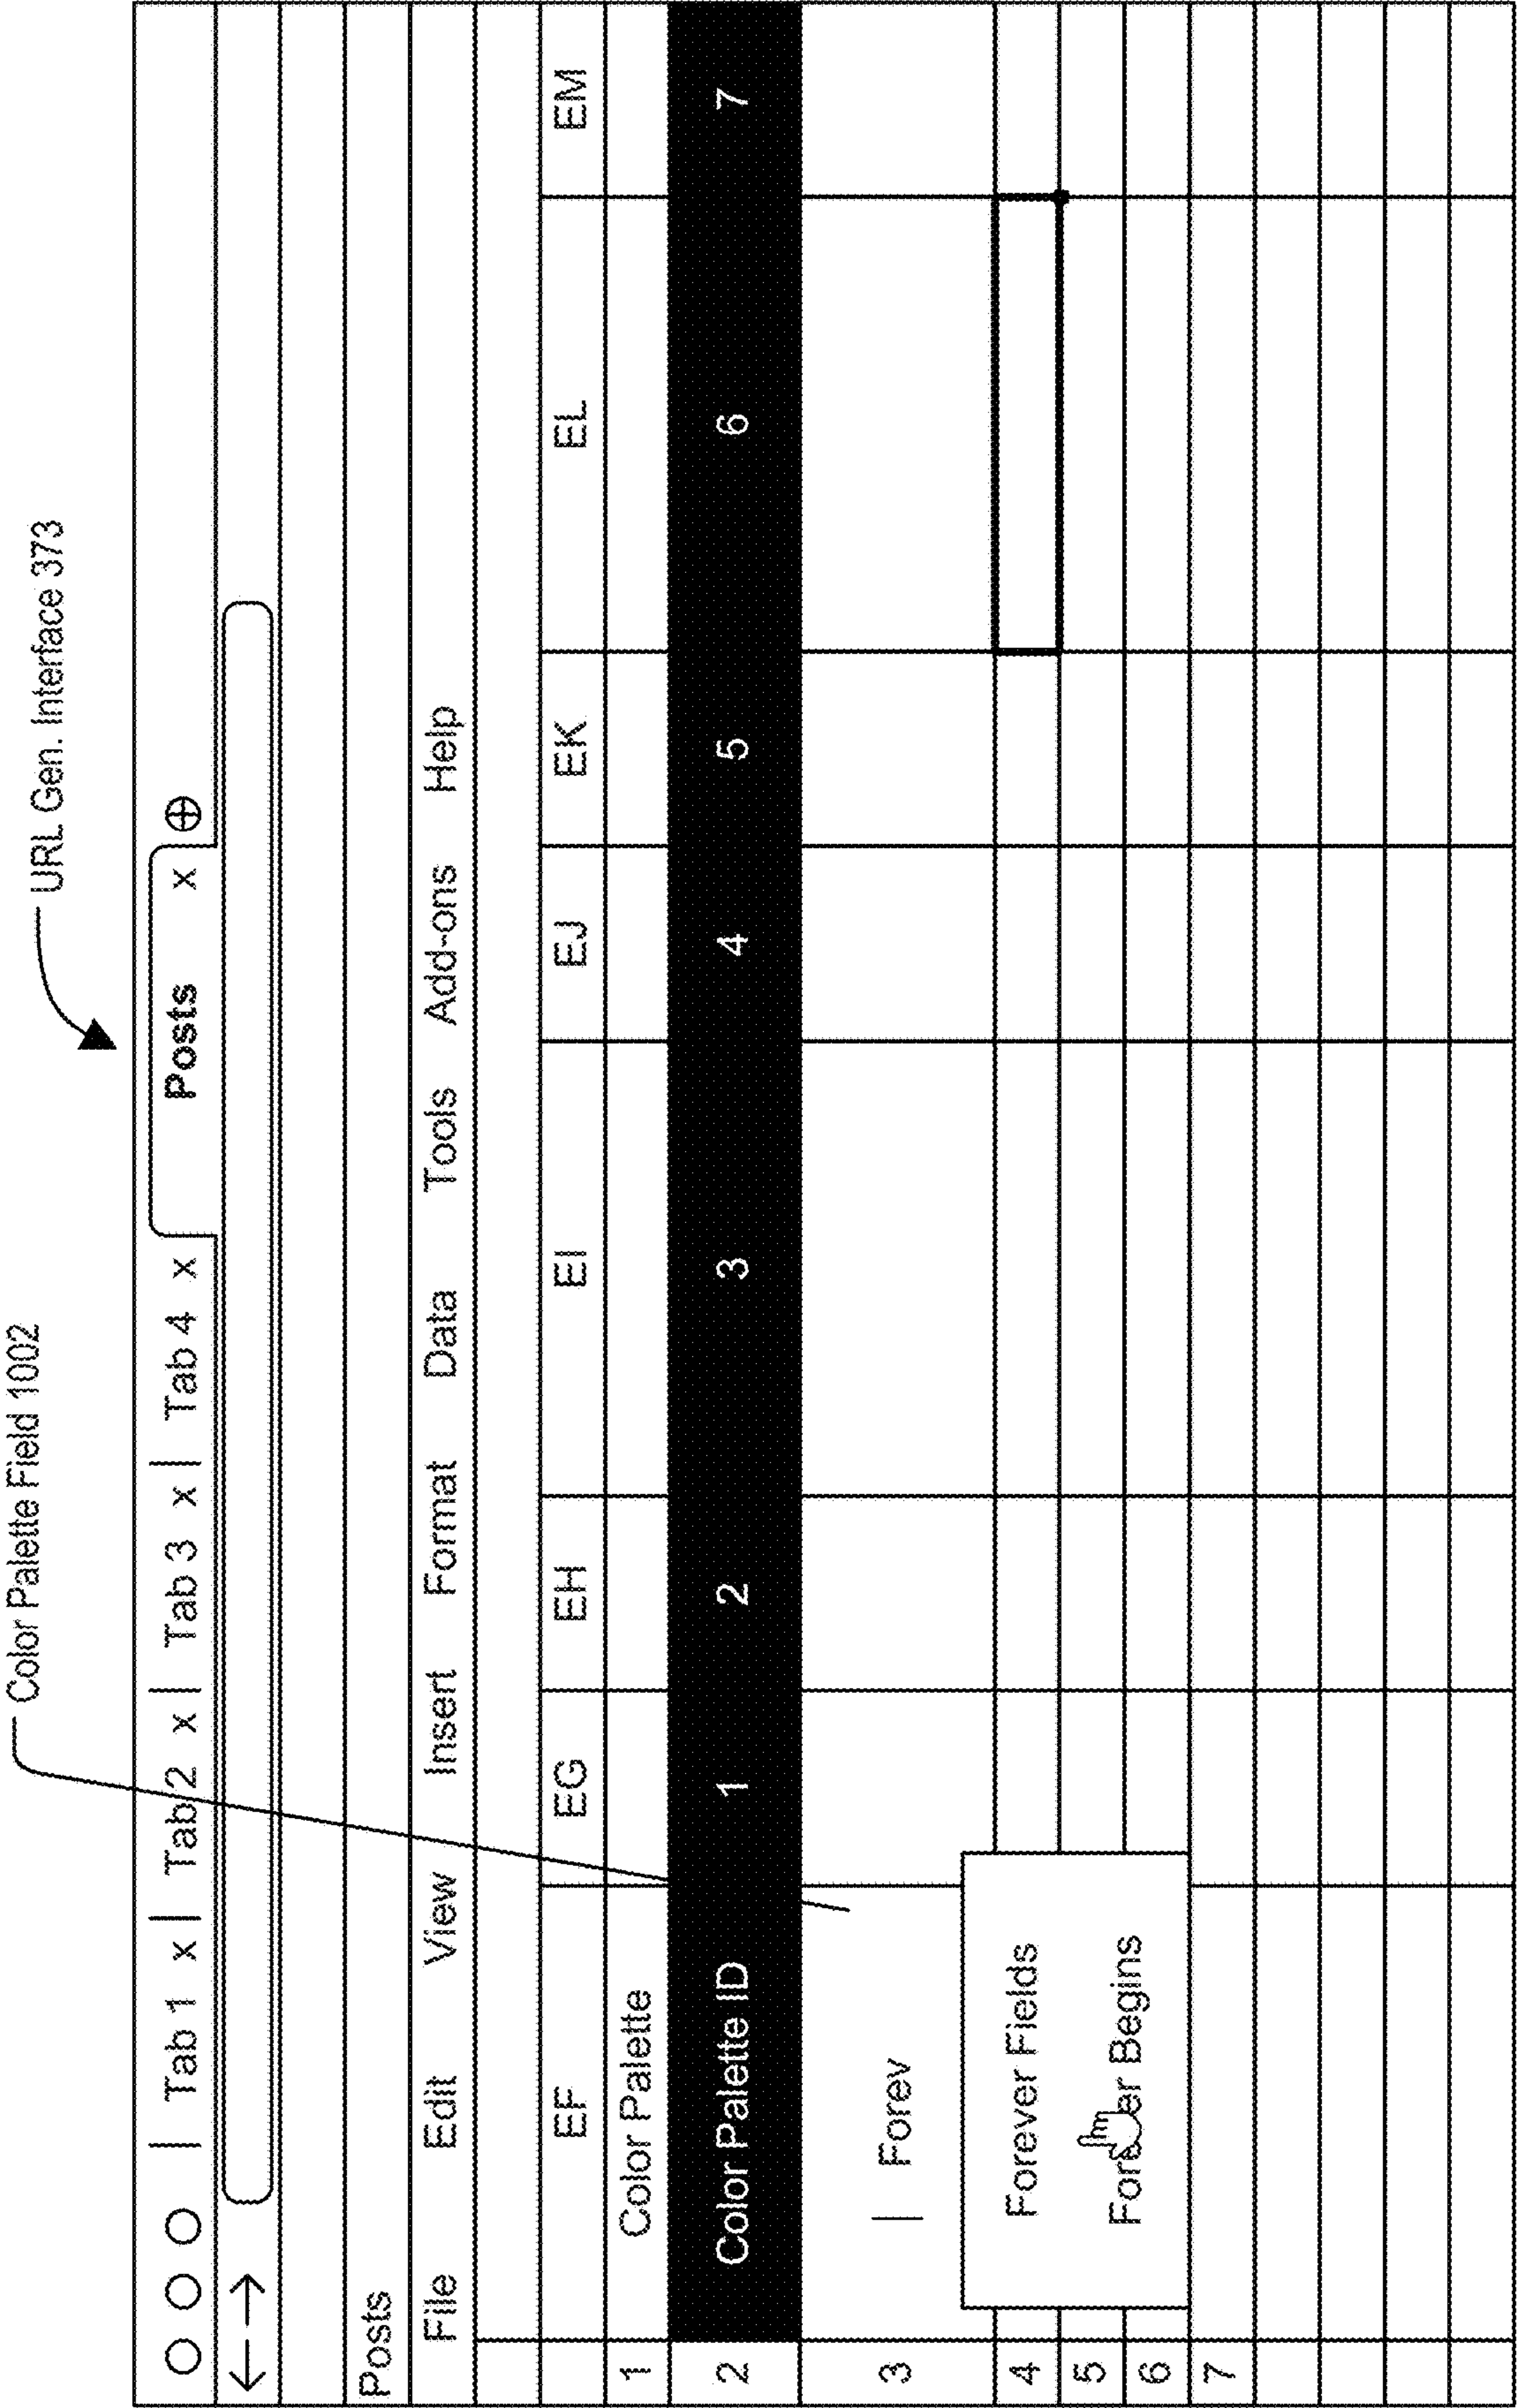 Color Palette Field 1002
URL Gen. Interface 373
Tab 1 x | Tab 2 x | Tab 3 x | Tab 4 x Posts x
Posts
File Edit View Insert Format Data Tools Add-ons Help
EF EG EH EI EJ EK EL EM
1 Color Palette
2 Color Palette ID 1 2 3 4 5 6 7
3 | Forev
4 Forever Fields
5 Forever Begins
6
7